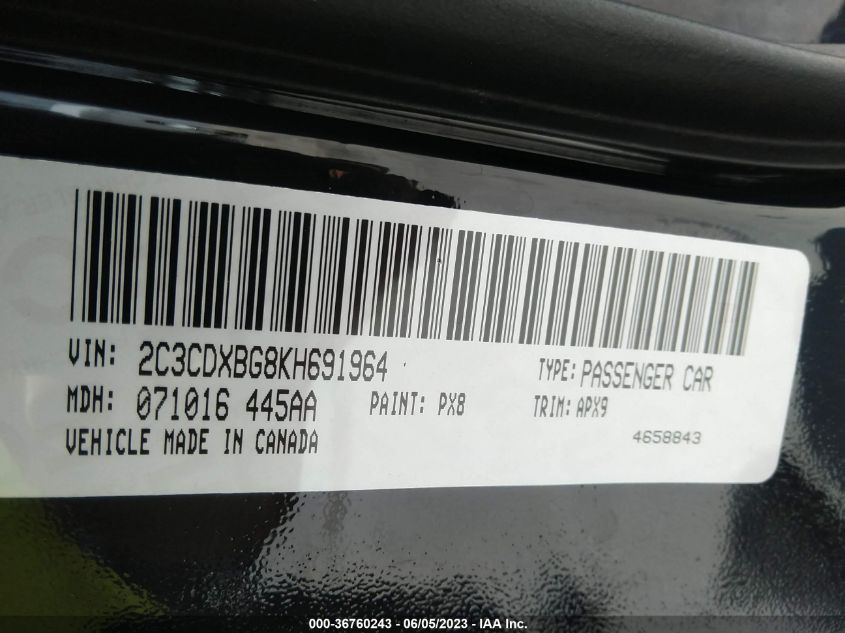 VIN: 2C3CDXBG8KH691964 TYPE: PASSENGER CAR
MDH: 071016 445AA PAINT: PX8 TRIM: APX9
VEHICLE MADE IN CANADA 4658843
000-36760243 - 06/05/2023 - IAA Inc.